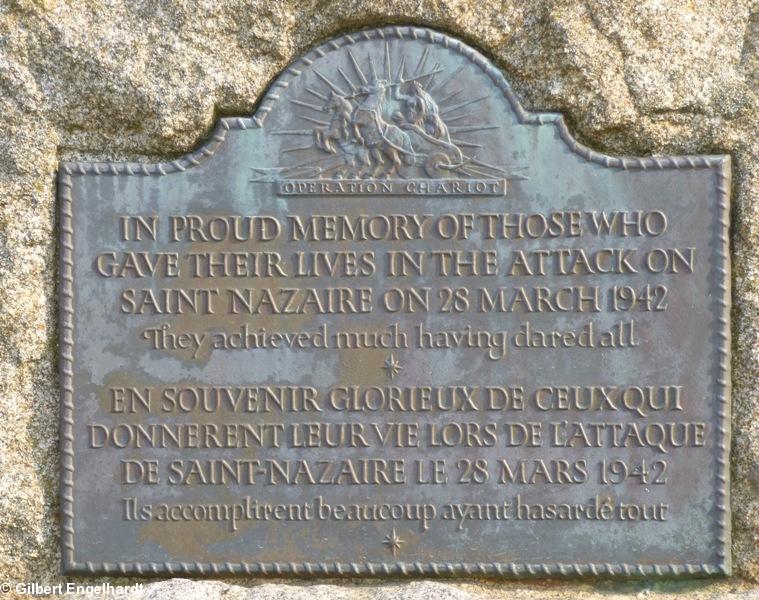 OPERATION CHARIOT
IN PROUD MEMORY OF THOSE WHO
GAVE THEIR LIVES IN THE ATTACK ON
SAINT NAZAIRE ON 28 MARCH 1942
They achieved much having dared all
EN SOUVENIR GLORIEUX DE CEUX QUI
DONNERENT LEUR VIE LORS DE L'ATTAQUE
DE SAINT-NAZAIRE LE 28 MARS 1942
Ils accomplirent beaucoup ayant hasardé tout
© Gilbert Engelhardt